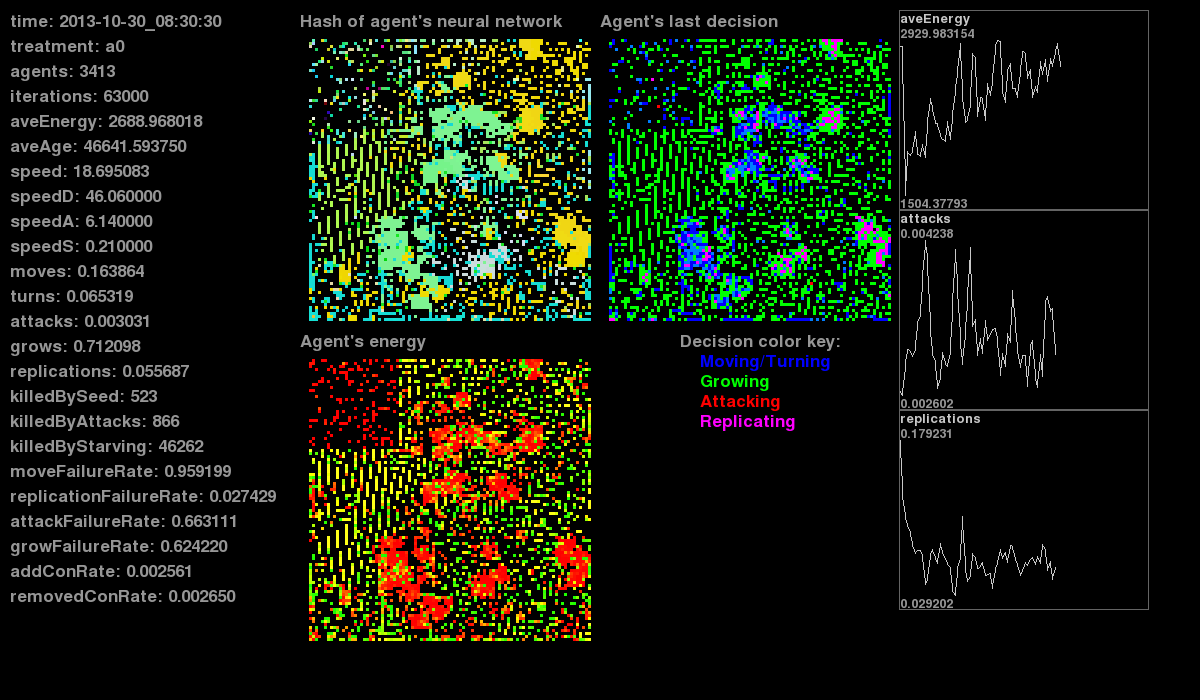 time: 2013-10-30_08:30:30
treatment: a0
agents: 3413
iterations: 63000
aveEnergy: 2688.968018
aveAge: 46641.593750
speed: 18.695083
speedD: 46.060000
speedA: 6.140000
speedS: 0.210000
moves: 0.163864
turns: 0.065319
attacks: 0.003031
grows: 0.712098
replications: 0.055687
killedBySeed: 523
killedByAttacks: 866
killedByStarving: 46262
moveFailureRate: 0.959199
replicationFailureRate: 0.027429
attackFailureRate: 0.663111
growFailureRate: 0.624220
addConRate: 0.002561
removedConRate: 0.002650
Hash of agent's neural network
Agent's last decision
Agent's energy
Decision color key:
Moving/Turning
Growing
Attacking
Replicating
aveEnergy
2929.983154
1504.37793
attacks
0.004238
0.002602
replications
0.179231
0.029202